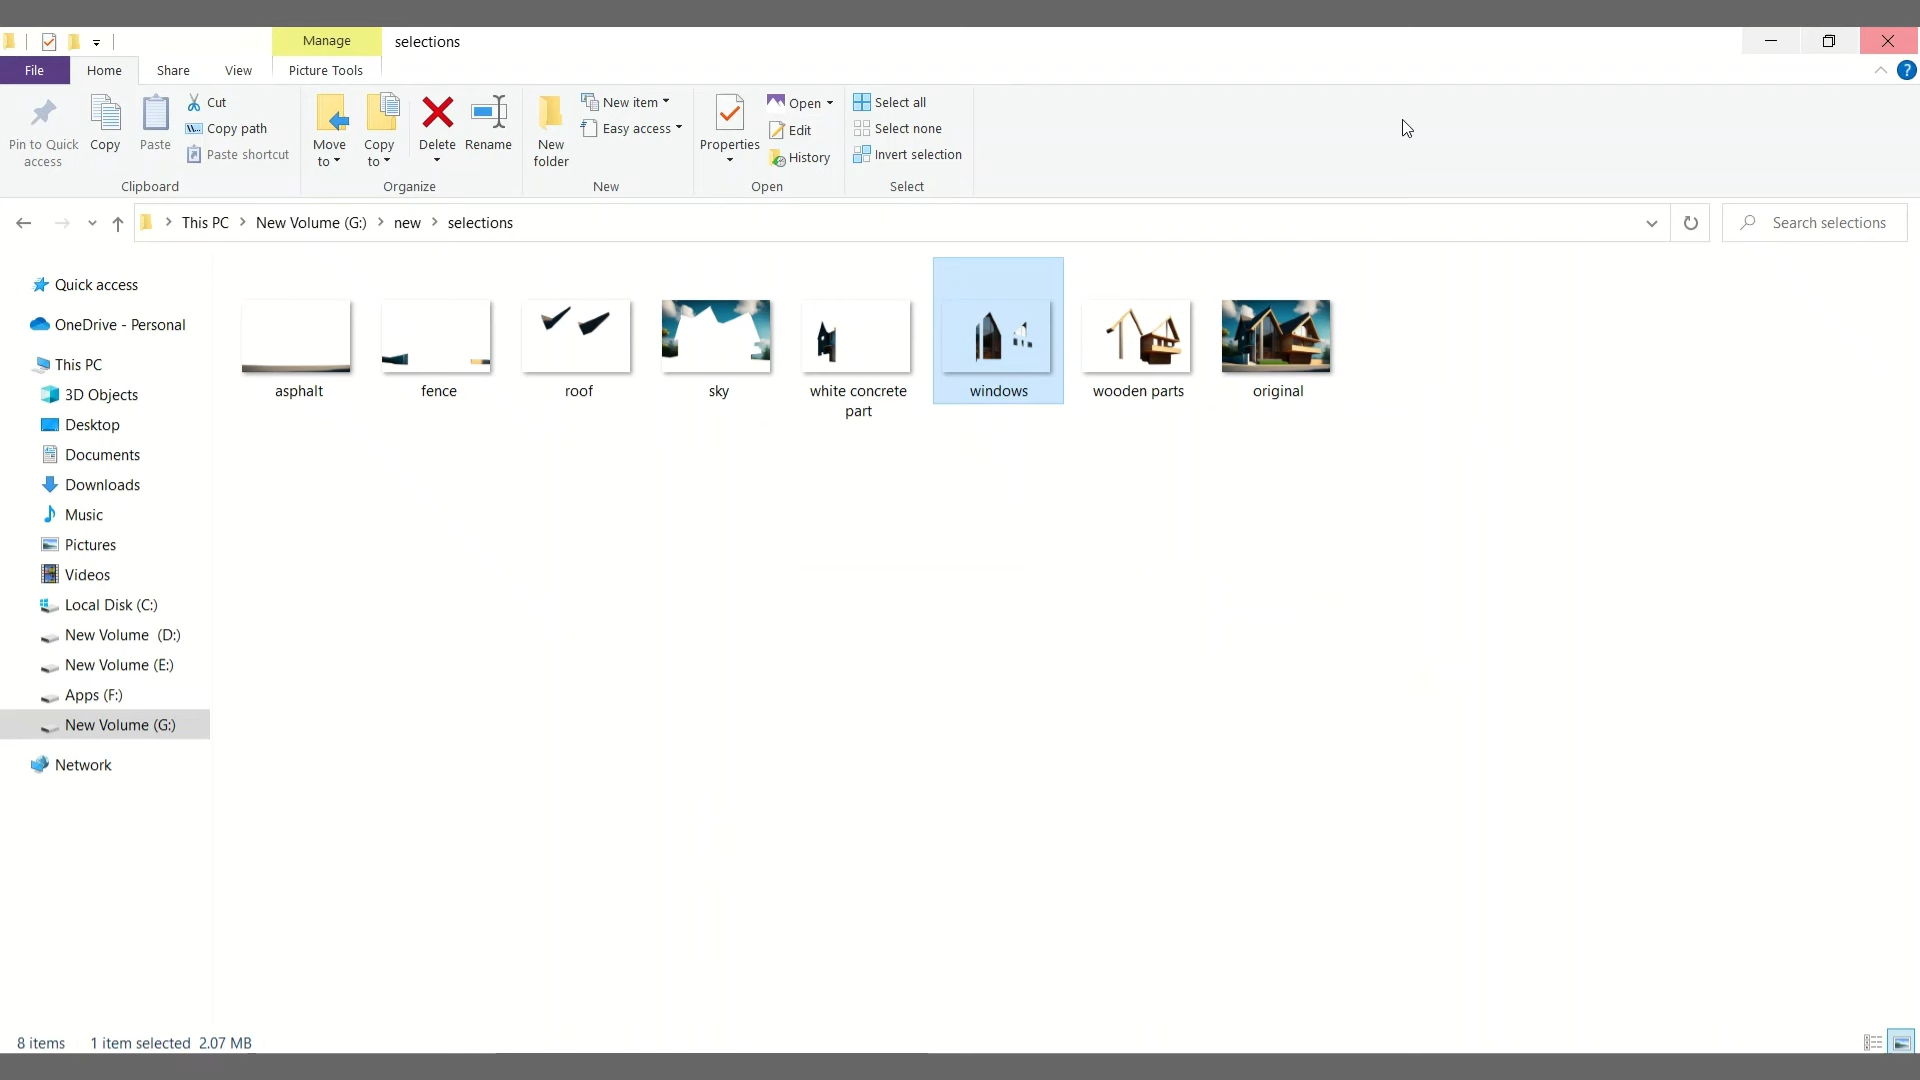 Manage
selections
File
Home
Share
View
Picture Tools
?
Pin to Quick access
Copy
Paste
Cut
Copy path
Paste shortcut
Clipboard
Move to
Copy to
Delete
Rename
Organize
New folder
New item
Easy access
New
Properties
Open
Edit
History
Open
Select all
Select none
Invert selection
Select
This PC
New Volume (G:)
new
selections
Search selections
Quick access
OneDrive - Personal
This PC
3D Objects
Desktop
Documents
Downloads
Music
Pictures
Videos
Local Disk (C:)
New Volume (D:)
New Volume (E:)
Apps (F:)
New Volume (G:)
Network
asphalt
fence
roof
sky
white concrete
part
windows
wooden parts
original
8 items
1 item selected 2.07 MB